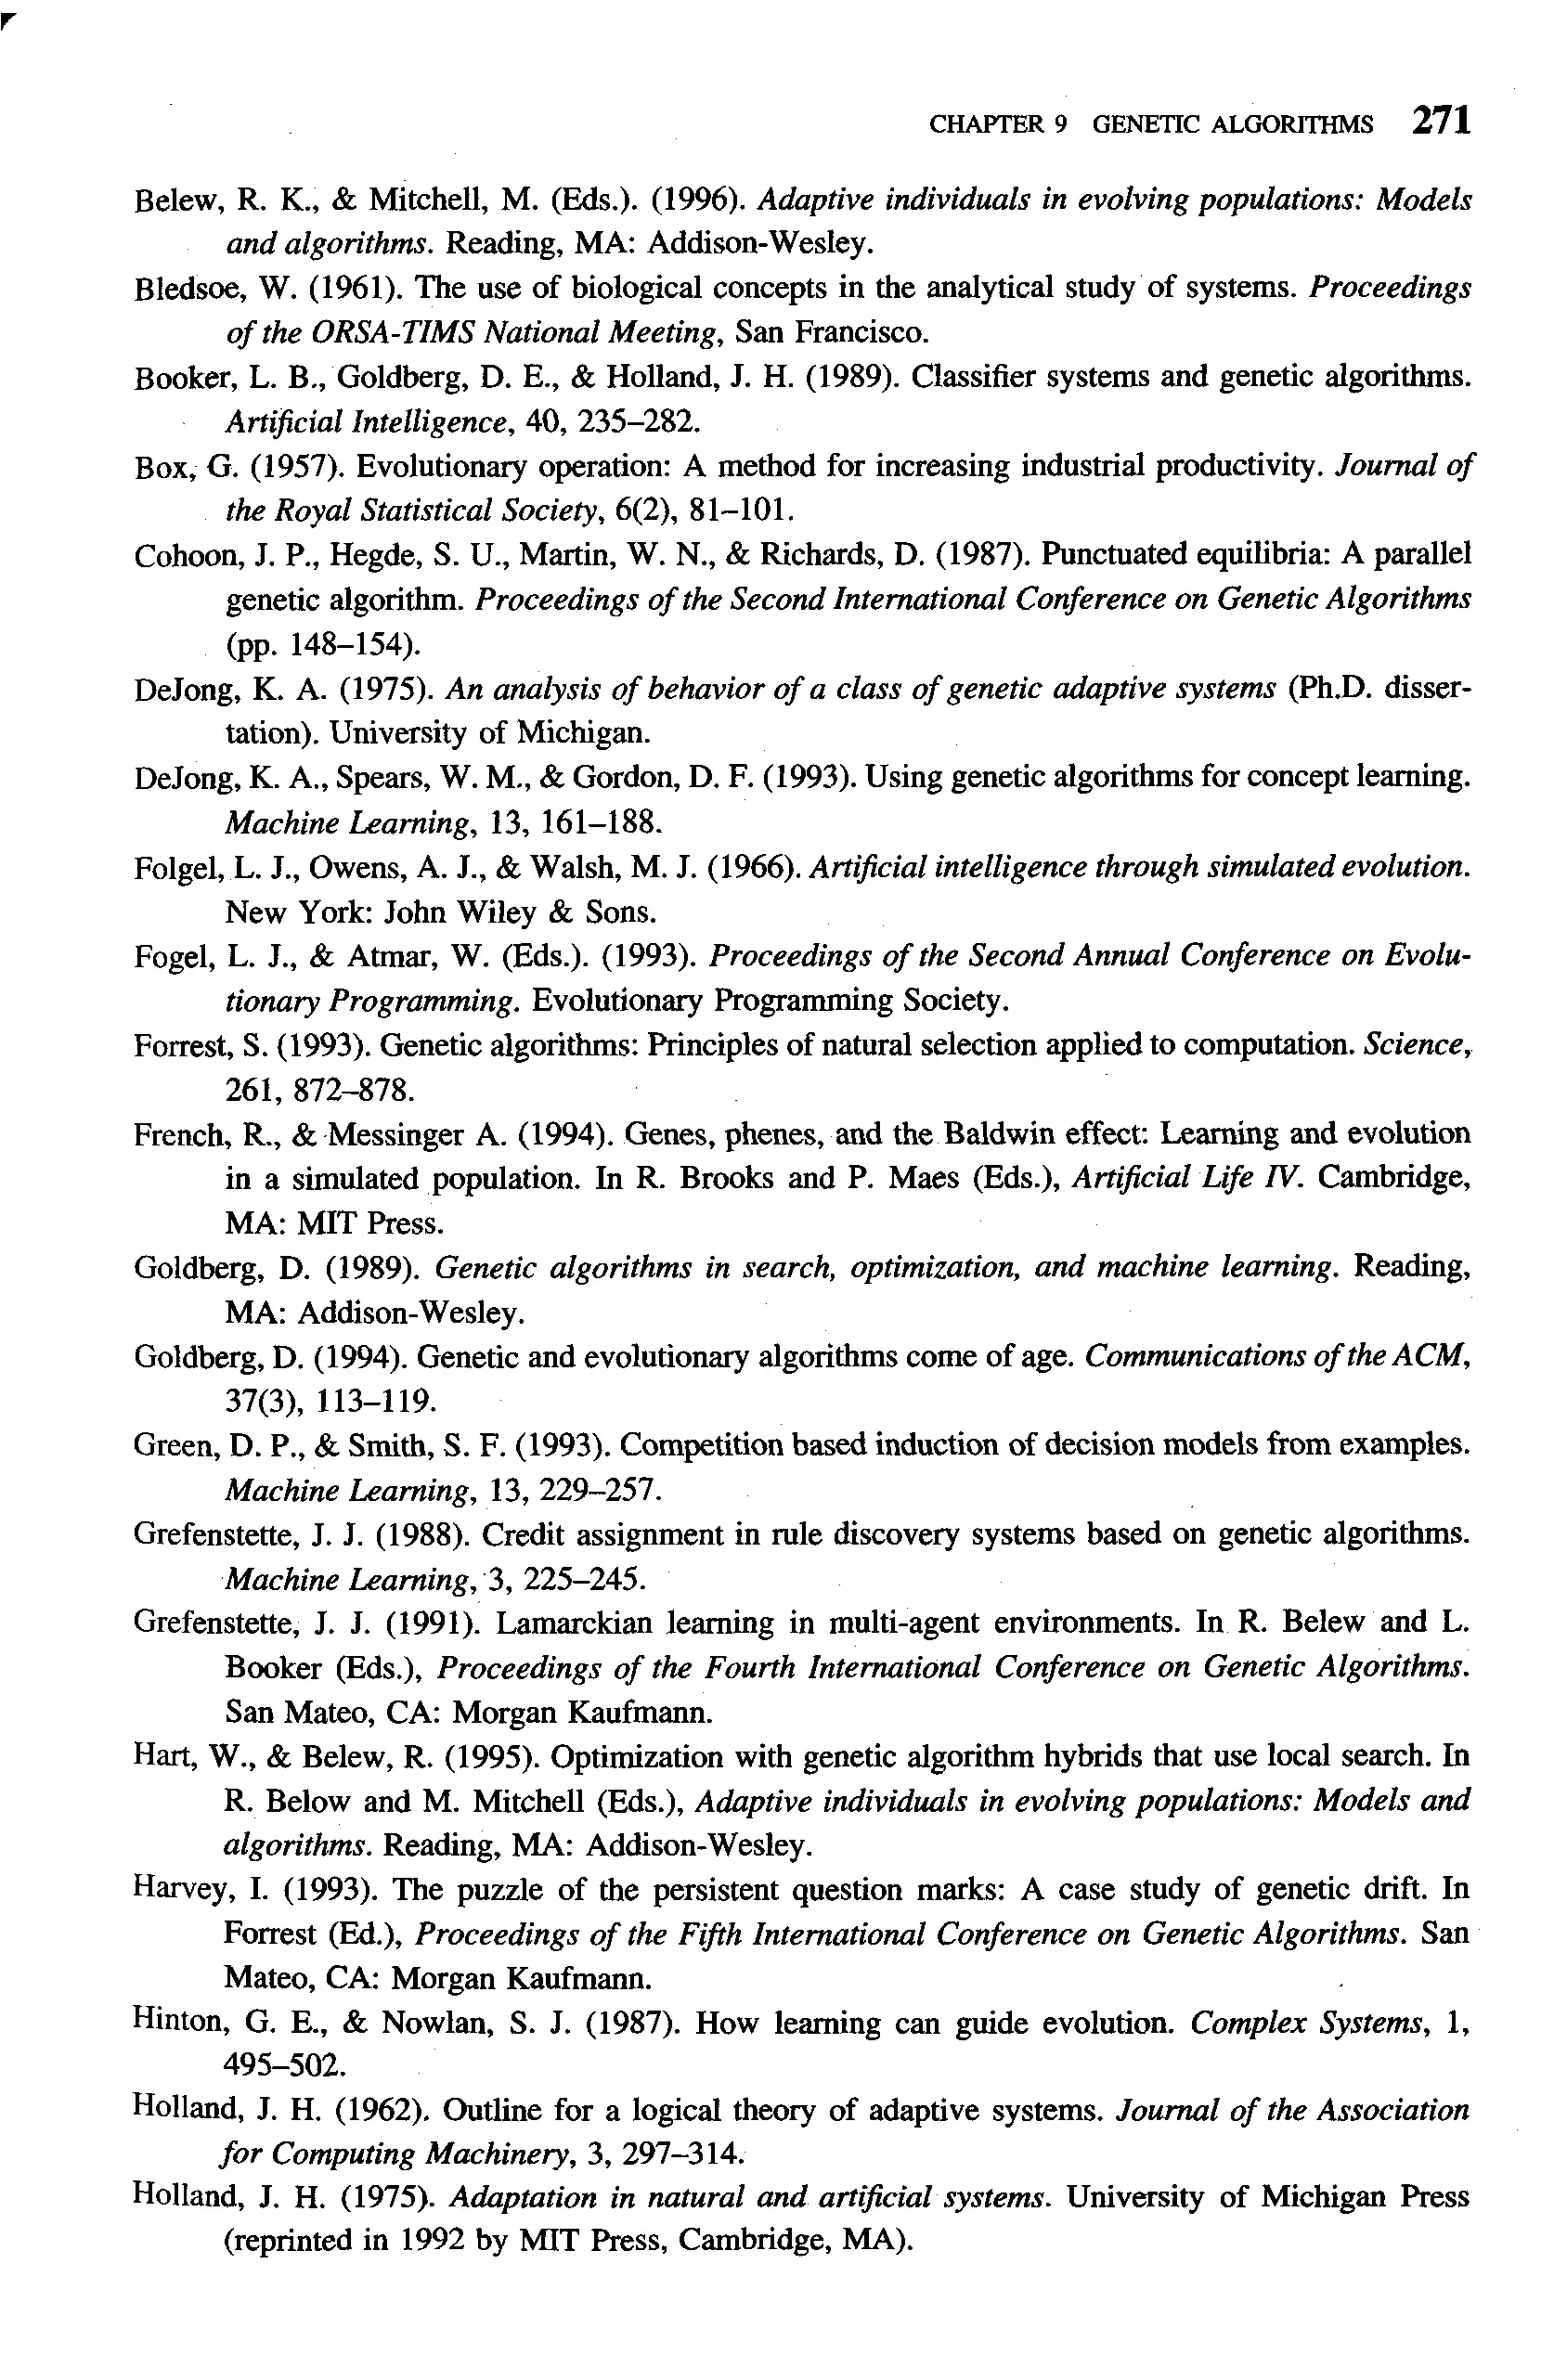 CHAPTER 9 GENETIC ALGORITHMS 271
Belew, R. K., & Mitchell, M. (Eds.). (1996). Adaptive individuals in evolving populations: Models
and algorithms. Reading, MA: Addison-Wesley.
Bledsoe, W. (1961). The use of biological concepts in the analytical study of systems. Proceedings
of the ORSA-TIMS National Meeting, San Francisco.
Booker, L. B., Goldberg, D. E., & Holland, J. H. (1989). Classifier systems and genetic algorithms.
Artificial Intelligence, 40, 235–282.
Box, G. (1957). Evolutionary operation: A method for increasing industrial productivity. Journal of
the Royal Statistical Society, 6(2), 81–101.
Cohoon, J. P., Hegde, S. U., Martin, W. N., & Richards, D. (1987). Punctuated equilibria: A parallel
genetic algorithm. Proceedings of the Second International Conference on Genetic Algorithms
(pp. 148–154).
DeJong, K. A. (1975). An analysis of behavior of a class of genetic adaptive systems (Ph.D. disser-
tation). University of Michigan.
DeJong, K. A., Spears, W. M., & Gordon, D. F. (1993). Using genetic algorithms for concept learning.
Machine Learning, 13, 161–188.
Folgel, L. J., Owens, A. J., & Walsh, M. J. (1966). Artificial intelligence through simulated evolution.
New York: John Wiley & Sons.
Fogel, L. J., & Atmar, W. (Eds.). (1993). Proceedings of the Second Annual Conference on Evolu-
tionary Programming. Evolutionary Programming Society.
Forrest, S. (1993). Genetic algorithms: Principles of natural selection applied to computation. Science,
261, 872–878.
French, R., & Messinger A. (1994). Genes, phenes, and the Baldwin effect: Learning and evolution
in a simulated population. In R. Brooks and P. Maes (Eds.), Artificial Life IV. Cambridge,
MA: MIT Press.
Goldberg, D. (1989). Genetic algorithms in search, optimization, and machine learning. Reading,
MA: Addison-Wesley.
Goldberg, D. (1994). Genetic and evolutionary algorithms come of age. Communications of the ACM,
37(3), 113–119.
Green, D. P., & Smith, S. F. (1993). Competition based induction of decision models from examples.
Machine Learning, 13, 229–257.
Grefenstette, J. J. (1988). Credit assignment in rule discovery systems based on genetic algorithms.
Machine Learning, 3, 225–245.
Grefenstette, J. J. (1991). Lamarckian learning in multi-agent environments. In R. Belew and L.
Booker (Eds.), Proceedings of the Fourth International Conference on Genetic Algorithms.
San Mateo, CA: Morgan Kaufmann.
Hart, W., & Belew, R. (1995). Optimization with genetic algorithm hybrids that use local search. In
R. Below and M. Mitchell (Eds.), Adaptive individuals in evolving populations: Models and
algorithms. Reading, MA: Addison-Wesley.
Harvey, I. (1993). The puzzle of the persistent question marks: A case study of genetic drift. In
Forrest (Ed.), Proceedings of the Fifth International Conference on Genetic Algorithms. San
Mateo, CA: Morgan Kaufmann.
Hinton, G. E., & Nowlan, S. J. (1987). How learning can guide evolution. Complex Systems, 1,
495–502.
Holland, J. H. (1962). Outline for a logical theory of adaptive systems. Journal of the Association
for Computing Machinery, 3, 297–314.
Holland, J. H. (1975). Adaptation in natural and artificial systems. University of Michigan Press
(reprinted in 1992 by MIT Press, Cambridge, MA).